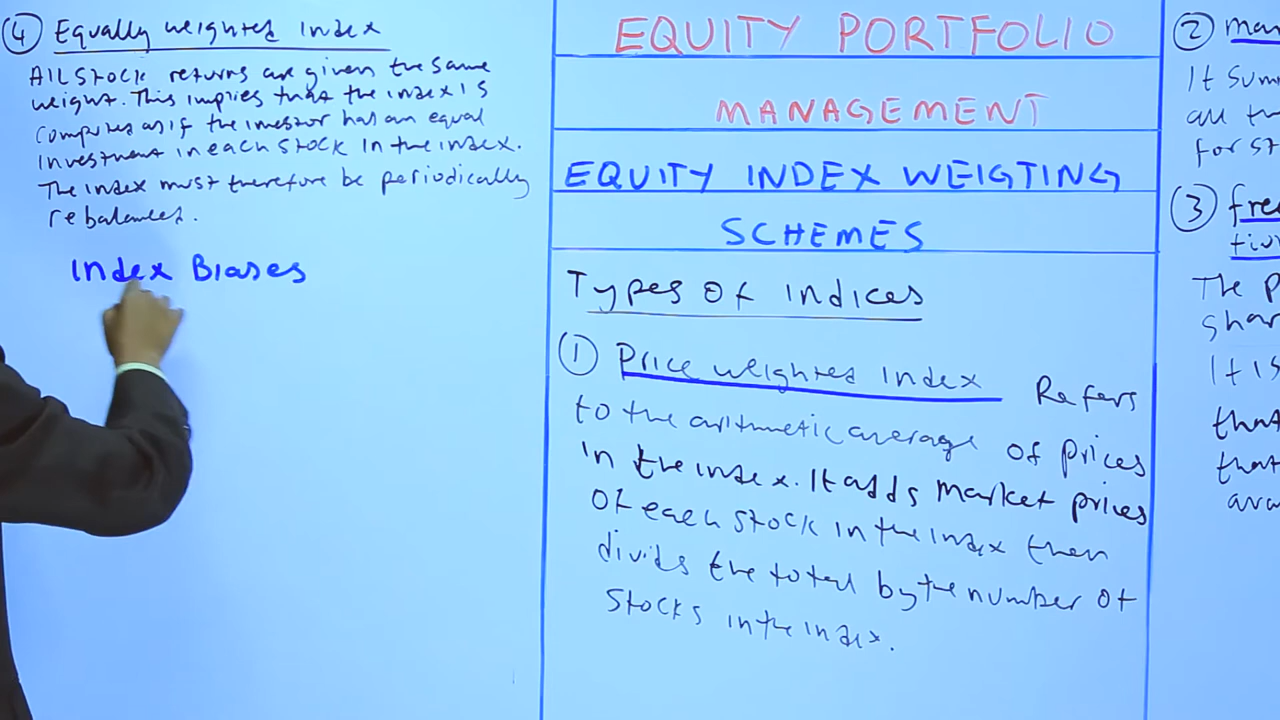 ④ Equally weighted index
All stock returns are given the same
weight. This implies that the index is
computed as if the investor has an equal
investment in each stock in the index.
The index must therefore be periodically
rebalanced.
Index Biases
EQUITY PORTFOLIO
MANAGEMENT
EQUITY INDEX WEIGTING
SCHEMES
Types of indices
① Price weighted index Refers
to the arithmetic average of prices
in the index. It adds market prices
of each stock in the index then
divids the total by the number of
stocks in the index.
② mar
It sum
all th
for st
③ free
tion
The p
shar
It is
that
that
ava